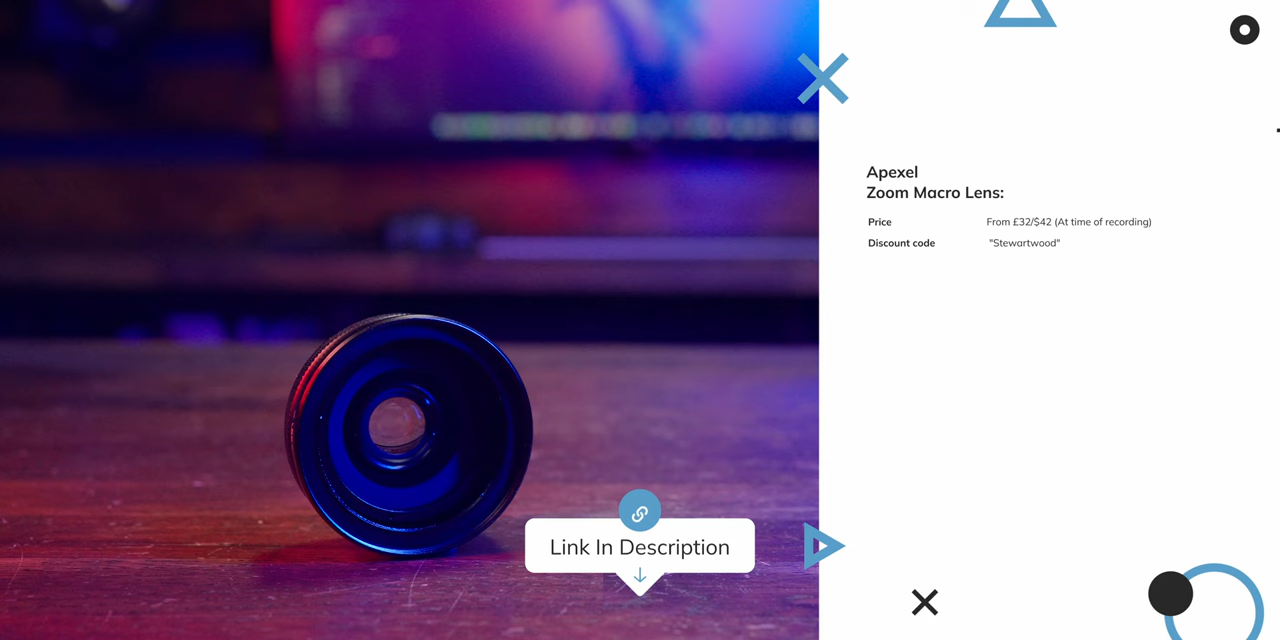 Apexel
Zoom Macro Lens:
Price From £32/$42 (At time of recording)
Discount code "Stewartwood"
Link In Description